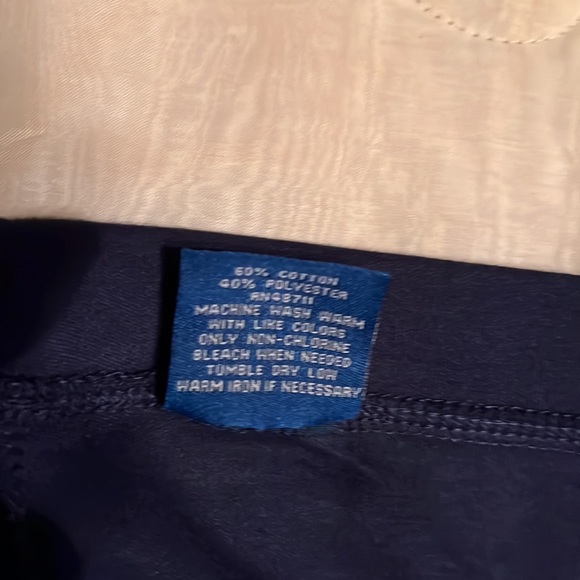 60% COTTON
40% POLYESTER
RN48711
MACHINE WASH WARM
WITH LIKE COLORS
ONLY NON-CHLORINE
BLEACH WHEN NEEDED
TUMBLE DRY LOW
WARM IRON IF NECESSARY